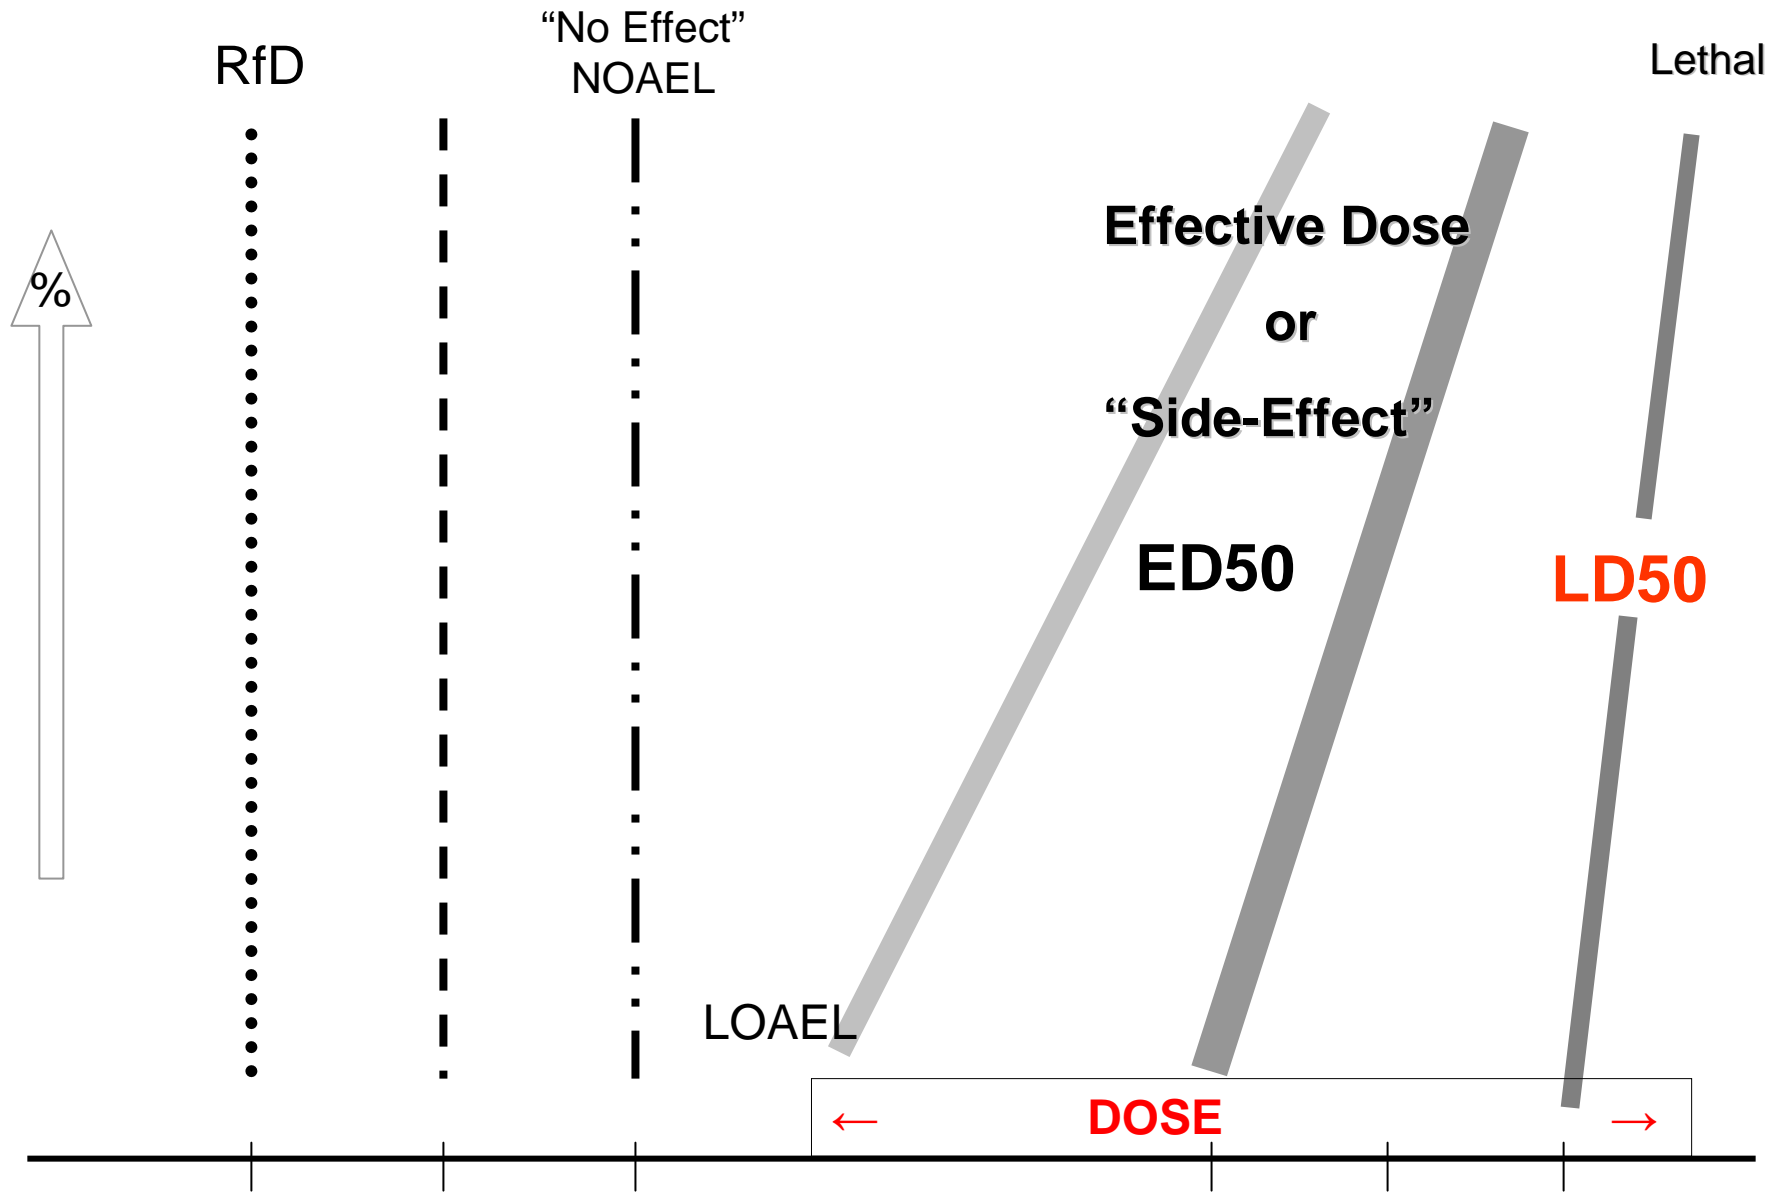 RfD
“No Effect”
NOAEL
Lethal
%
Effective Dose
or
“Side-Effect”
ED50
LD50
LOAEL
← DOSE →